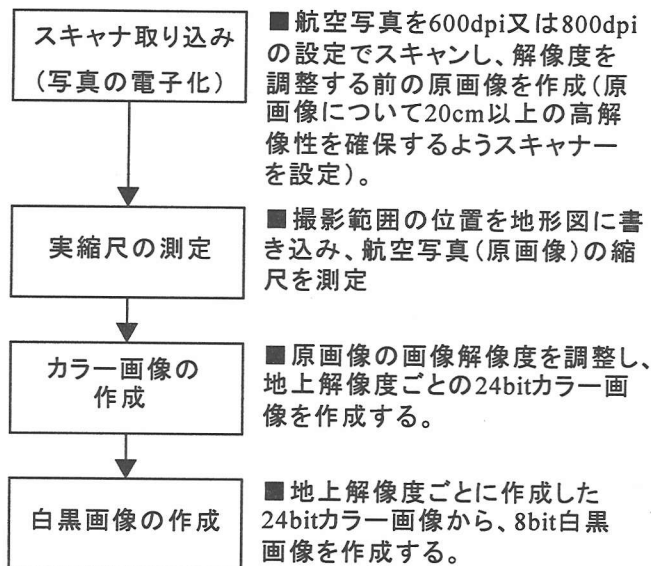 スキャナ取り込み
(写真の電子化)
■航空写真を600dpi又は800dpi
の設定でスキャンし、解像度を
調整する前の原画像を作成(原
画像について20cm以上の高解
像性を確保するようスキャナー
を設定)。
実縮尺の測定
■撮影範囲の位置を地形図に書
き込み、航空写真(原画像)の縮
尺を測定
カラー画像の
作成
■原画像の画像解像度を調整し、
地上解像度ごとの24bitカラー画
像を作成する。
白黒画像の作成
■地上解像度ごとに作成した
24bitカラー画像から、8bit白黒
画像を作成する。